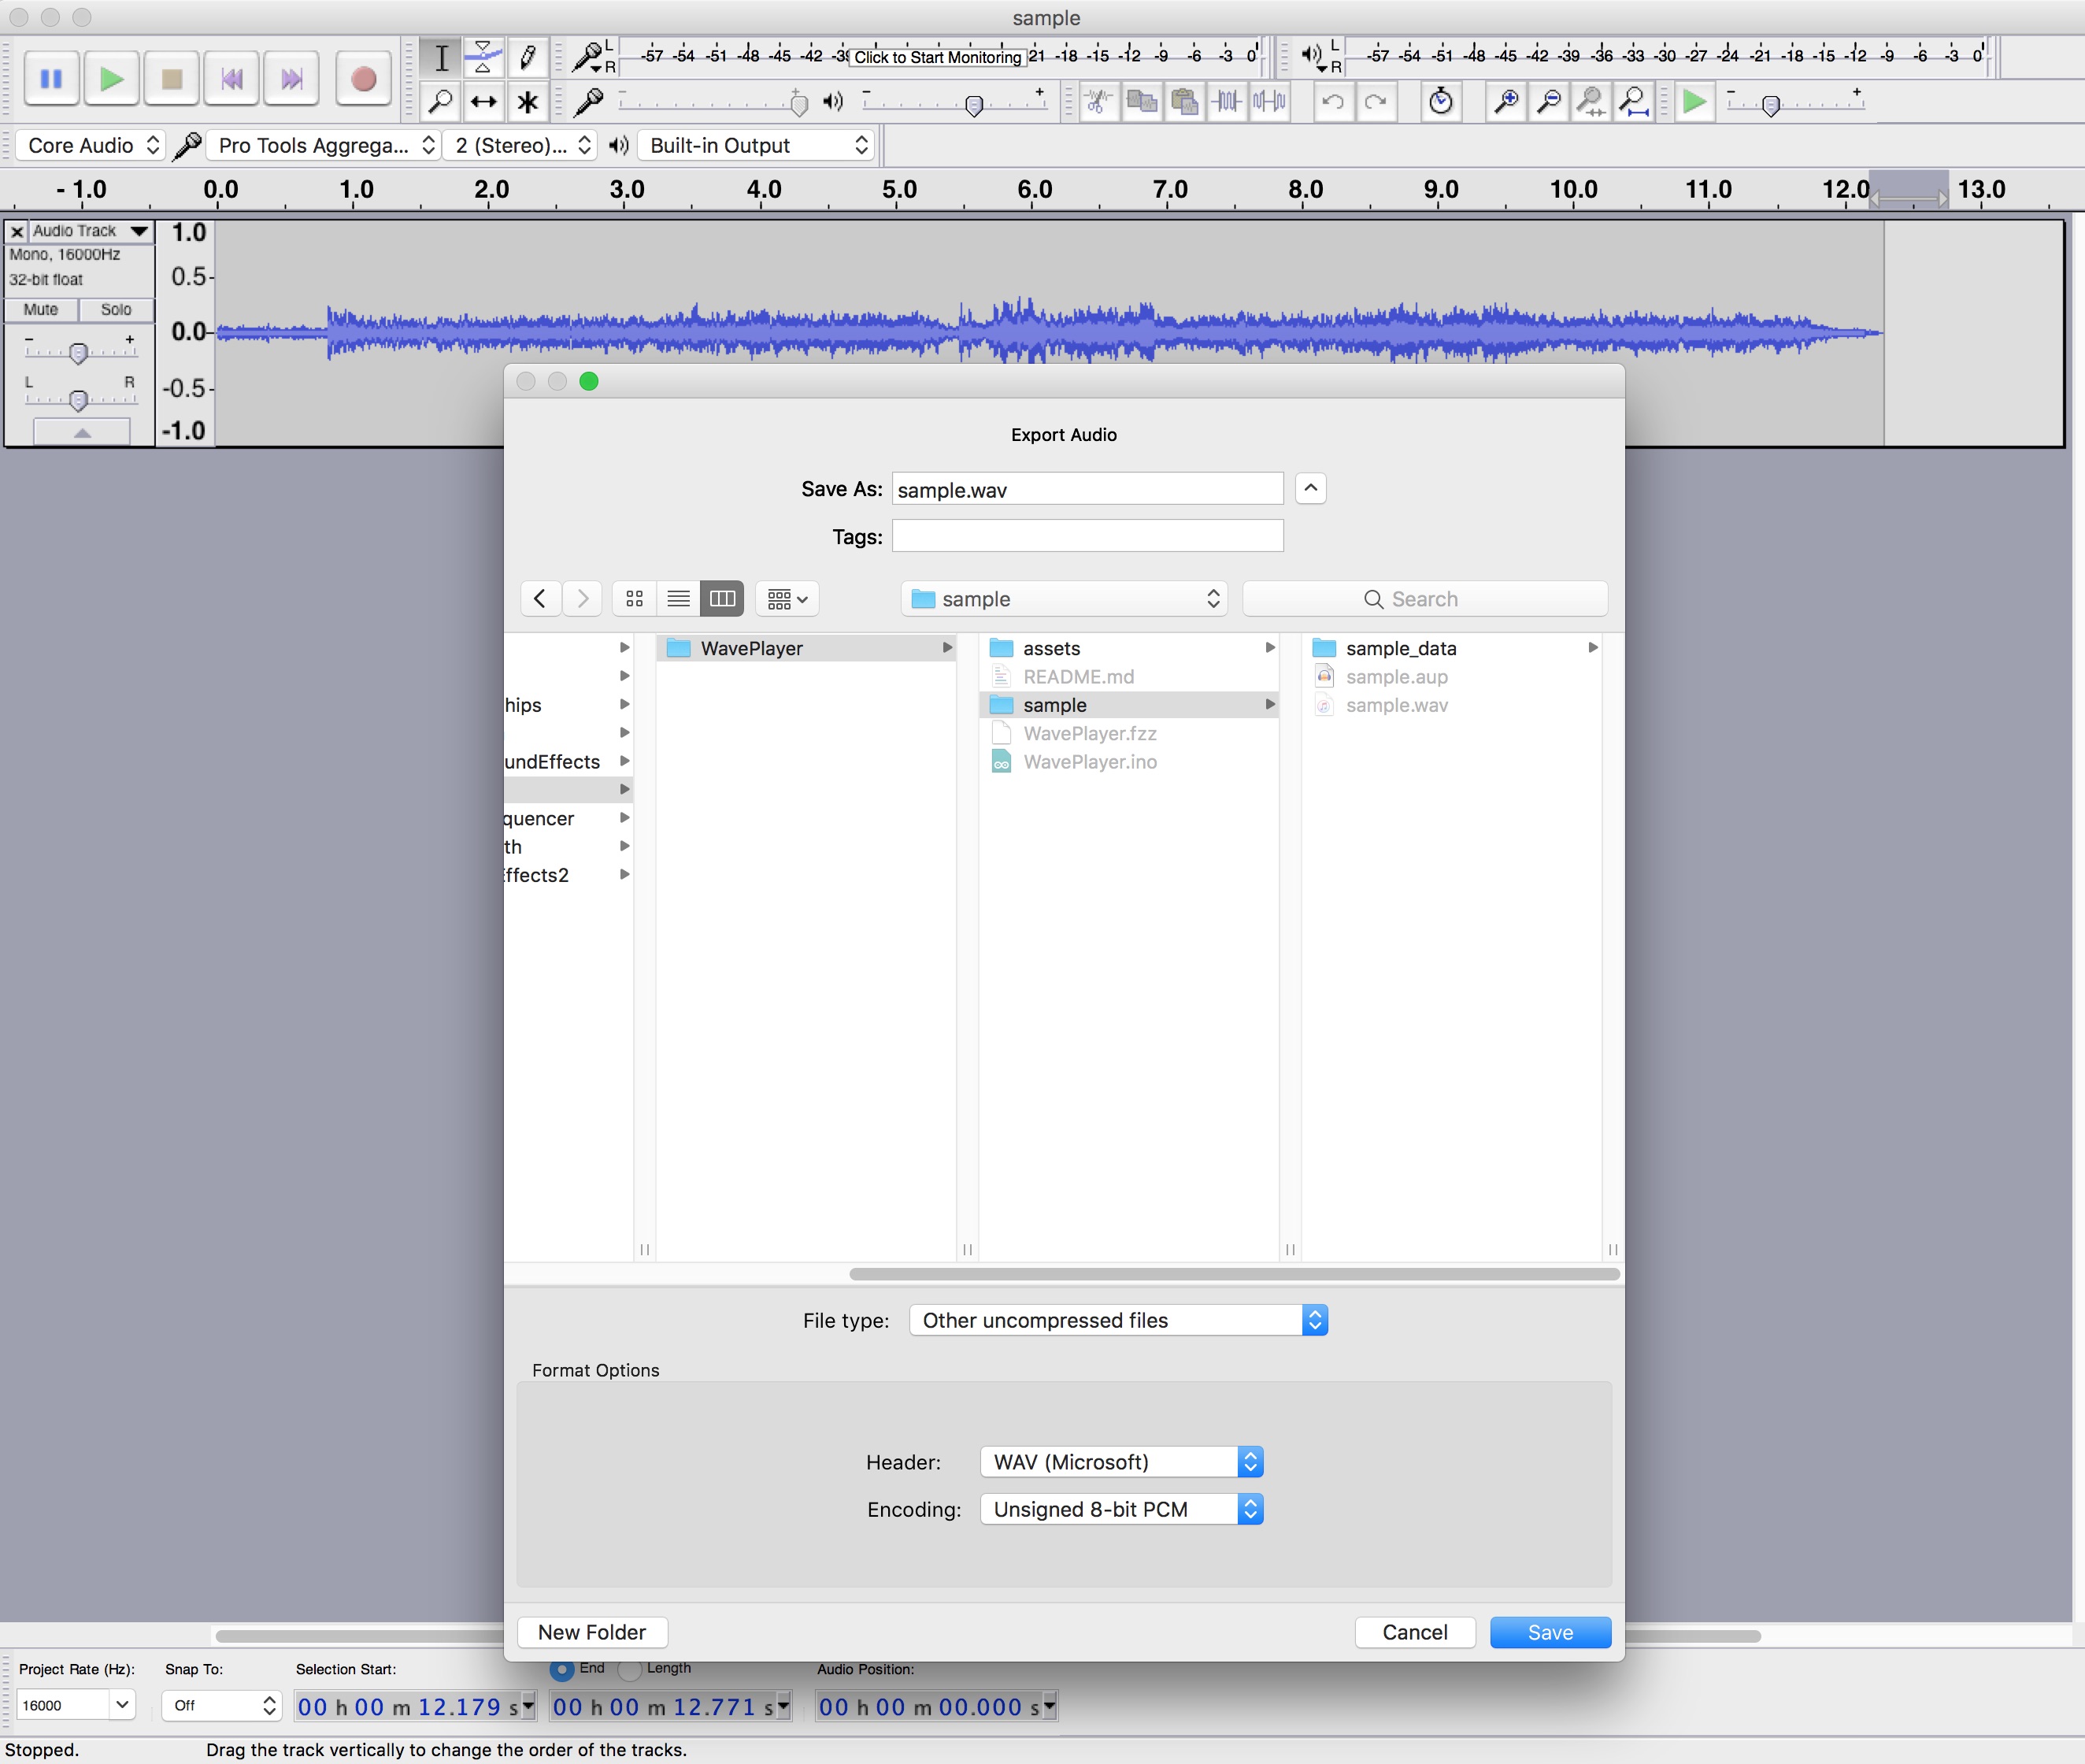 sample
L
R
-57 -54 -51 -48 -45 -42 -39 Click to Start Monitoring 21 -18 -15 -12 -9 -6 -3 0
L
R
-57 -54 -51 -48 -45 -42 -39 -36 -33 -30 -27 -24 -21 -18 -15 -12 -9 -6 -3 0
Core Audio Pro Tools Aggrega... 2 (Stereo)... Built-in Output
- 1.0 0.0 1.0 2.0 3.0 4.0 5.0 6.0 7.0 8.0 9.0 10.0 11.0 12.0 13.0
Audio Track
Mono, 16000Hz
32-bit float
Mute Solo
- +
L R
1.0
0.5-
0.0-
-0.5-
-1.0
Export Audio
Save As: sample.wav
Tags:
sample Search
WavePlayer assets sample_data
README.md sample.aup
hips sample sample.wav
WavePlayer.fzz
undEffects WavePlayer.ino
quencer
th
ffects2
File type: Other uncompressed files
Format Options
Header: WAV (Microsoft)
Encoding: Unsigned 8-bit PCM
New Folder Cancel Save
Project Rate (Hz): Snap To: Selection Start: End Length Audio Position:
16000 Off 00 h 00 m 12.179 s 00 h 00 m 12.771 s 00 h 00 m 00.000 s
Stopped. Drag the track vertically to change the order of the tracks.